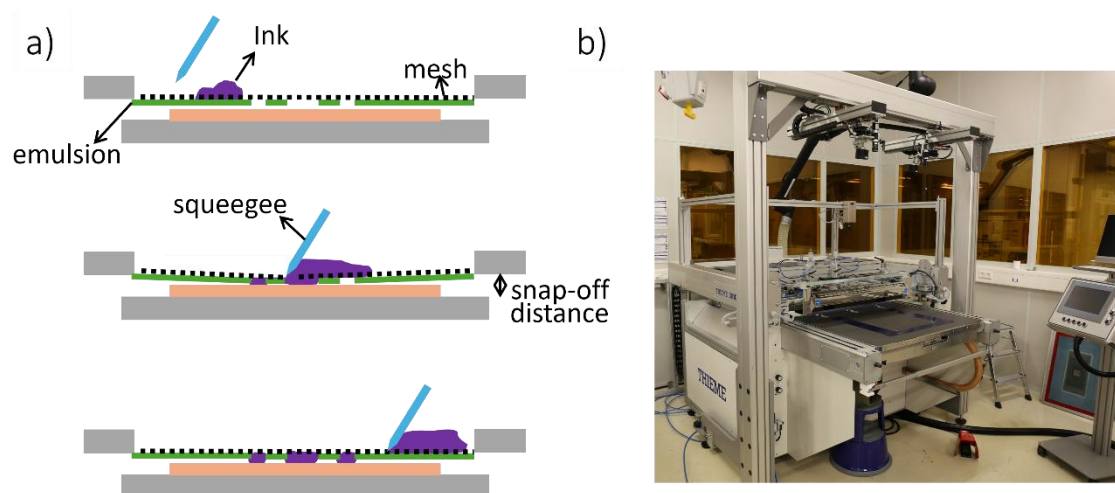 a)
Ink
mesh
emulsion
squeegee
snap-off
distance
b)
THIEME